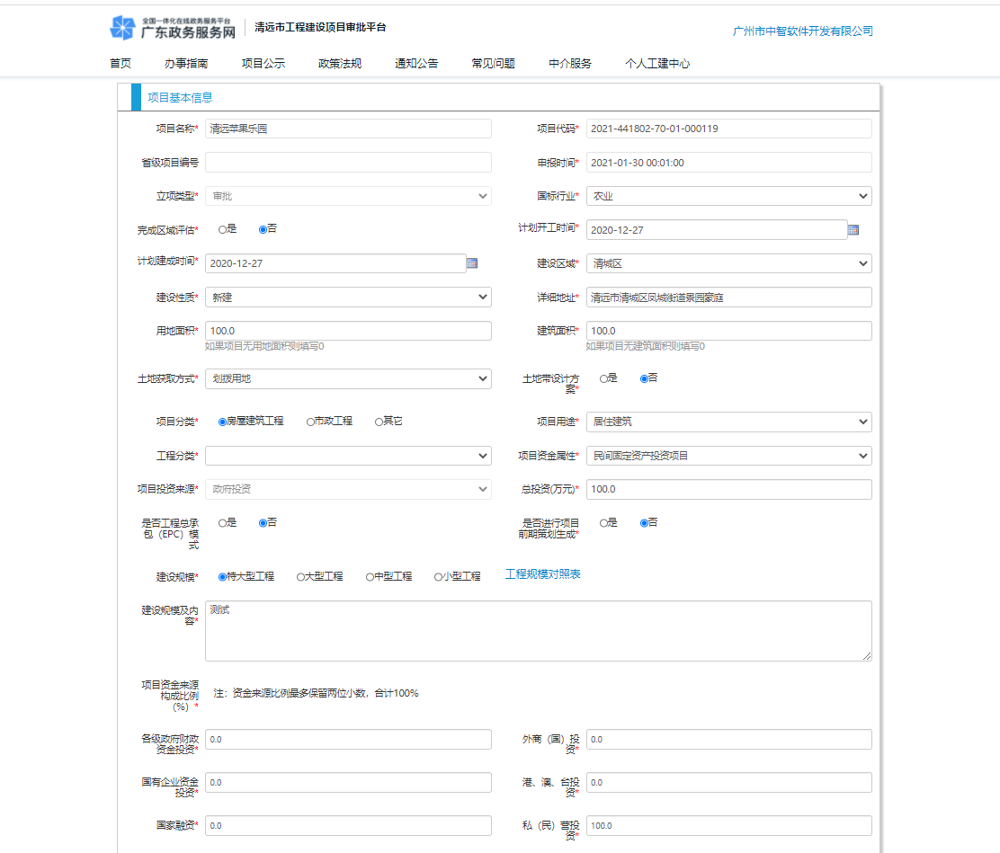 全国一体化在线政务服务平台
广东政务服务网
清远市工程建设项目审批平台
广州市中智软件开发有限公司
首页 办事指南 项目公示 政策法规 通知公告 常见问题 中介服务 个人工建中心
项目基本信息
项目名称* 清远苹果乐园 项目代码* 2021-441802-70-01-000119
省级项目编号 申报时间* 2021-01-30 00:01:00
立项类型* 审批 国标行业* 农业
完成区域评估* 是 否 计划开工时间* 2020-12-27
计划建成时间* 2020-12-27 建设区域* 清城区
建设性质* 新建 详细地址* 清远市清城区凤城街道景园豪庭
用地面积* 100.0 建筑面积* 100.0
如果项目无用地面积则填写0 如果项目无建筑面积则填写0
土地获取方式* 划拨用地 土地带设计方
案* 是 否
项目分类* 房屋建筑工程 市政工程 其它 项目用途* 居住建筑
工程分类* 项目资金属性* 民间固定资产投资项目
项目投资来源* 政府投资 总投资(万元)* 100.0
是否工程总承
包（EPC）模
式 是 否 是否进行项目
前期策划生成* 是 否
建设规模* 特大型工程 大型工程 中型工程 小型工程 工程规模对照表
建设规模及内
容* 测试
项目资金来源
构成比例
（%）* 注：资金来源比例最多保留两位小数，合计100%
各级政府财政
资金投资* 0.0 外商（国）投
资* 0.0
国有企业资金
投资* 0.0 港、澳、台投
资* 0.0
国家融资* 0.0 私（民）营投
资* 100.0